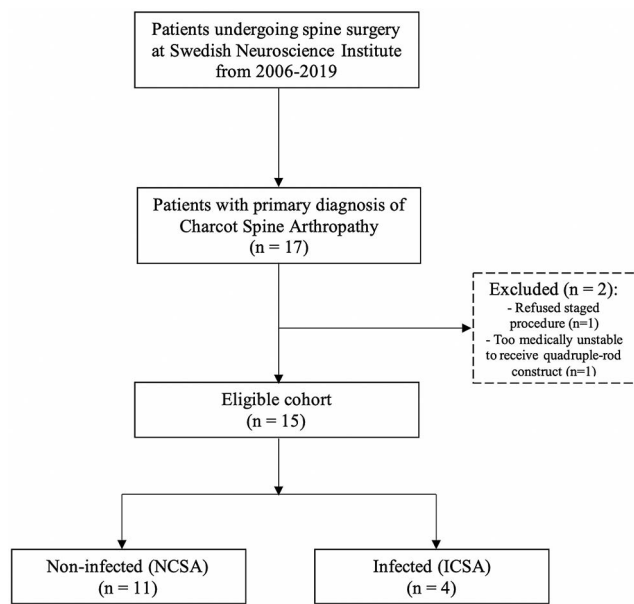 Patients undergoing spine surgery
at Swedish Neuroscience Institute
from 2006-2019
Patients with primary diagnosis of
Charcot Spine Arthropathy
(n = 17)
Excluded (n = 2):
- Refused staged
procedure (n=1)
- Too medically unstable
to receive quadruple-rod
construct (n=1)
Eligible cohort
(n = 15)
Non-infected (NCSA)
(n = 11)
Infected (ICSA)
(n = 4)